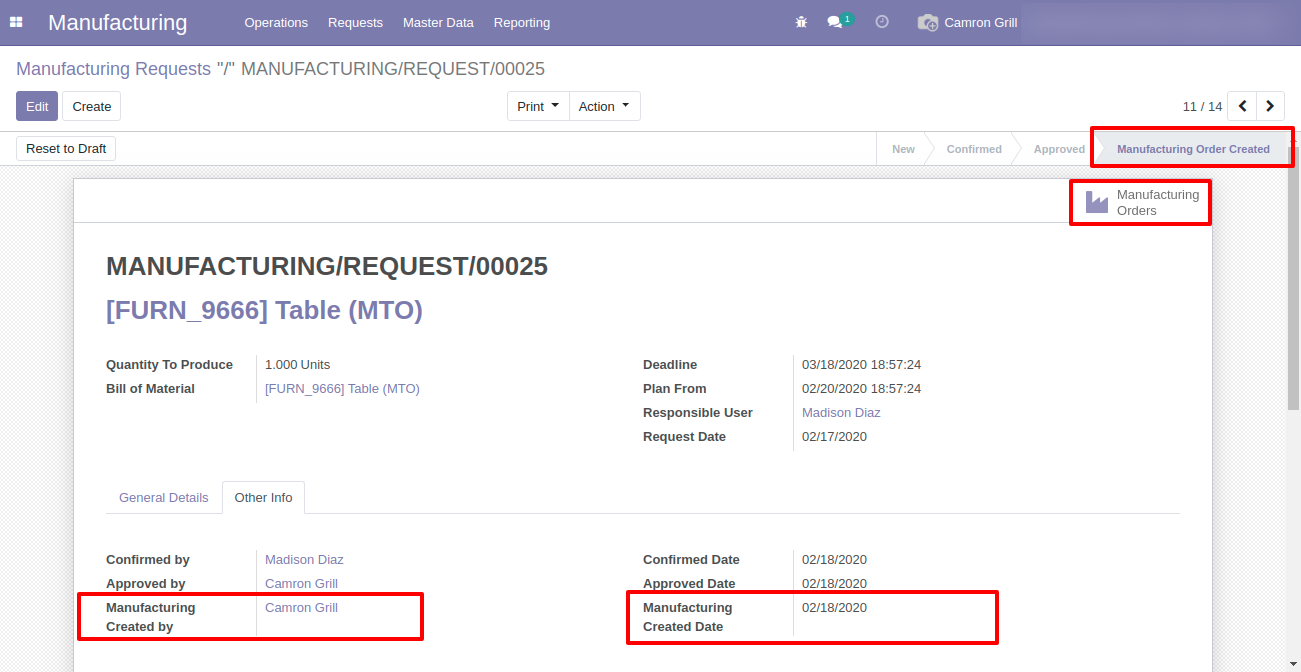 Manufacturing Operations Requests Master Data Reporting 1 Camron Grill
Manufacturing Requests "/" MANUFACTURING/REQUEST/00025
Edit Create Print Action 11 / 14
Reset to Draft New Confirmed Approved Manufacturing Order Created
Manufacturing
Orders
MANUFACTURING/REQUEST/00025
[FURN_9666] Table (MTO)
Quantity To Produce 1.000 Units Deadline 03/18/2020 18:57:24
Bill of Material [FURN_9666] Table (MTO) Plan From 02/20/2020 18:57:24
Responsible User Madison Diaz
Request Date 02/17/2020
General Details Other Info
Confirmed by Madison Diaz Confirmed Date 02/18/2020
Approved by Camron Grill Approved Date 02/18/2020
Manufacturing Camron Grill Manufacturing 02/18/2020
Created by Created Date